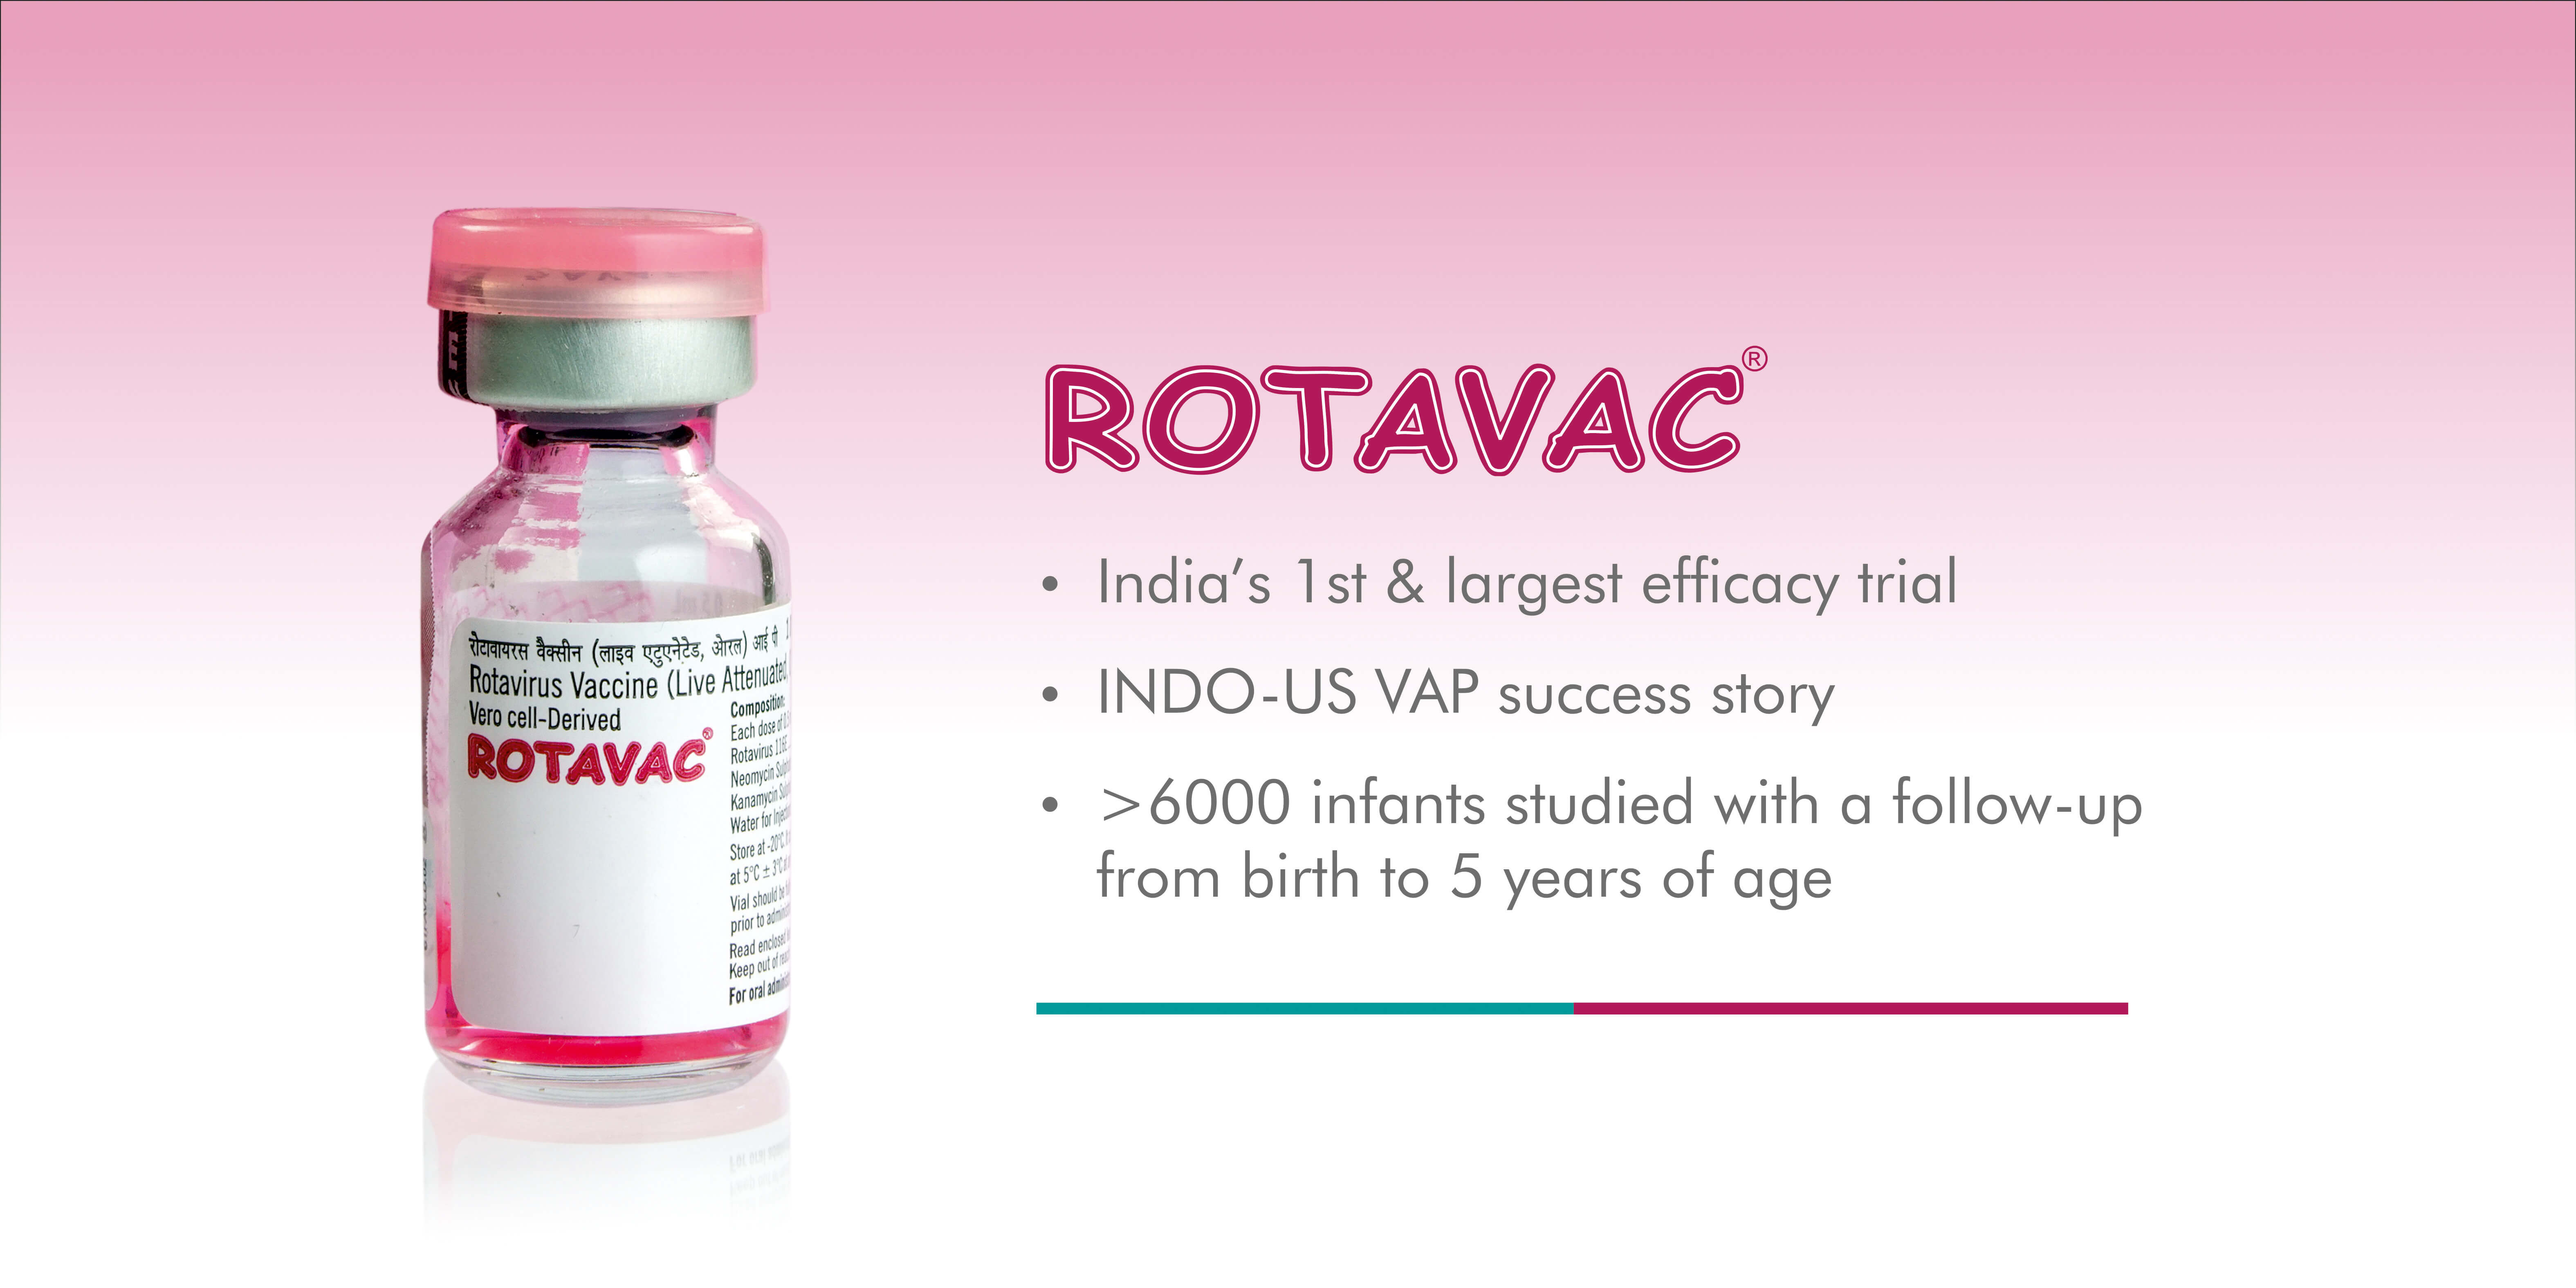 रोटावायरस वैक्सीन (लाइव एटुएनेटेड, ओरल) आई पी
Rotavirus Vaccine (Live Attenuated,
Vero cell-Derived
ROTAVAC®
Composition:
Each dose of
Rotavirus 116E
Neomycin
Kanamycin
Water for
Store at -20°C.
at 5°C ± 3°C
Vial should be
prior to
Read enclosed
Keep out of
For oral
ROTAVAC®
• India’s 1st & largest efficacy trial
• INDO-US VAP success story
• >6000 infants studied with a follow-up
from birth to 5 years of age